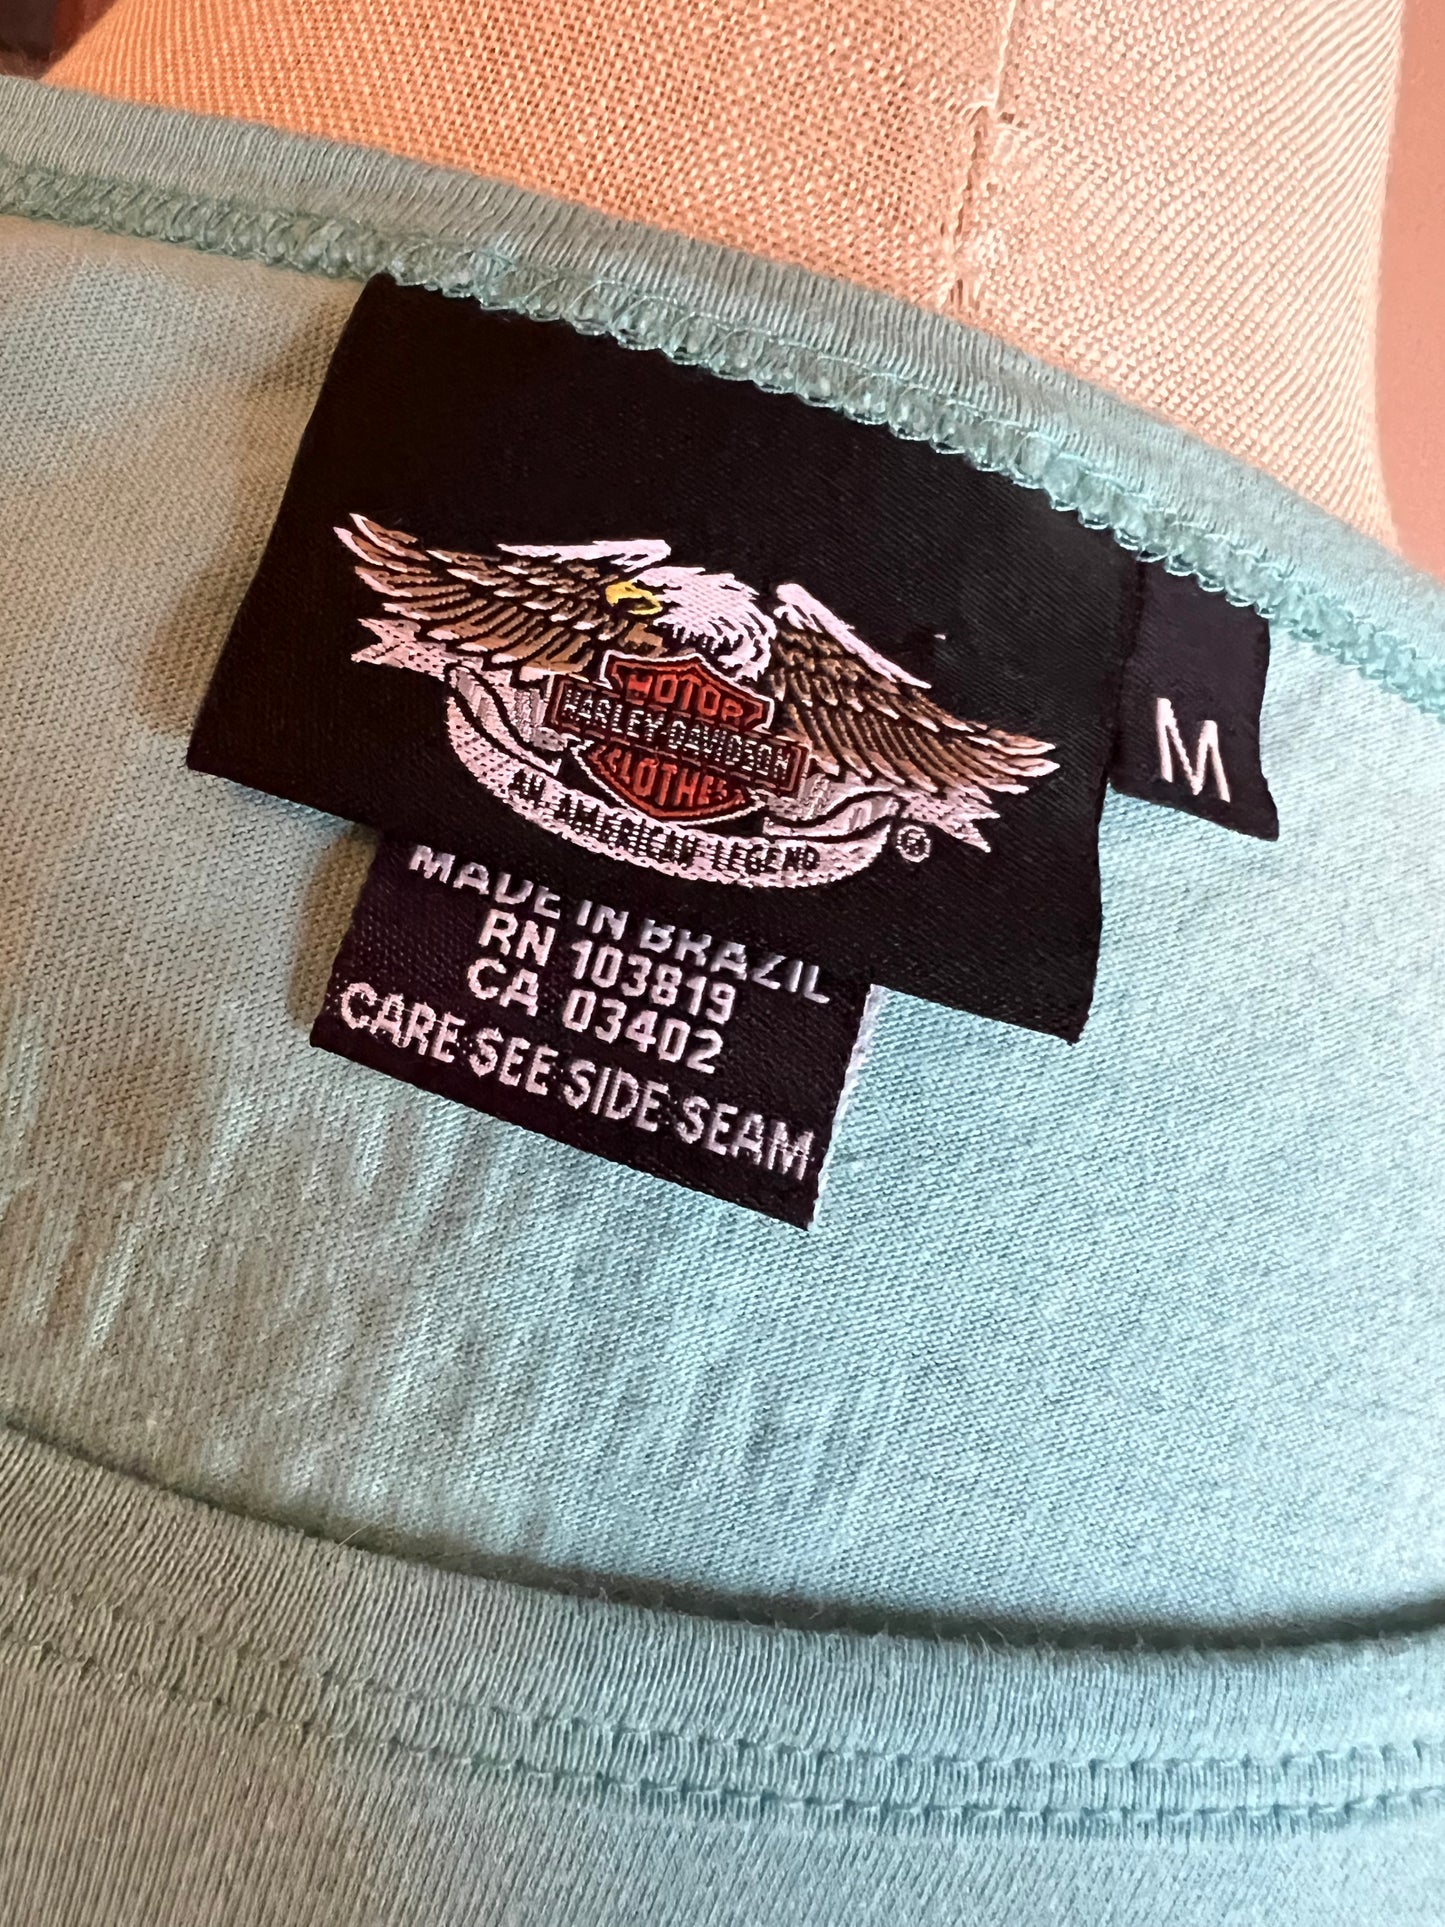 MOTOR
HARLEY-DAVIDSON
CLOTHES
AN AMERICAN LEGEND
®
M
MADE IN BRAZIL
RN 103819
CA 03402
CARE·SEE·SIDE·SEAM